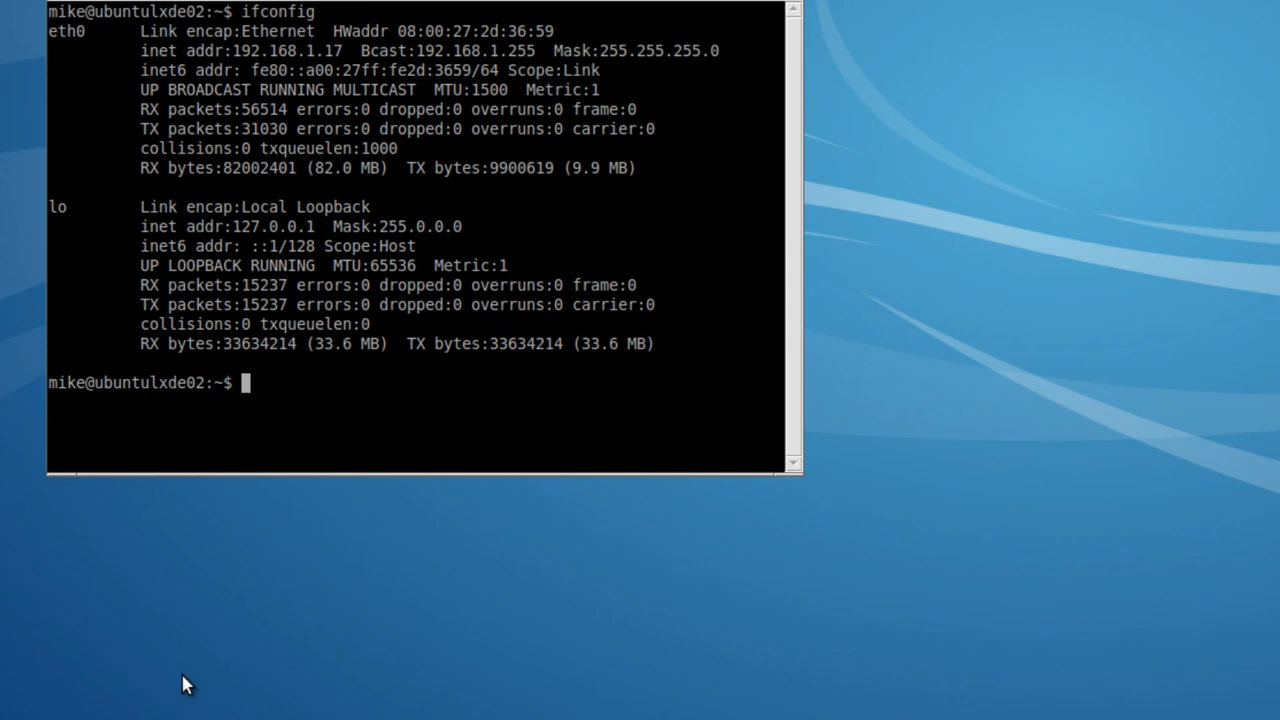 mike@ubuntulxde02:~$ ifconfig
eth0      Link encap:Ethernet  HWaddr 08:00:27:2d:36:59
          inet addr:192.168.1.17  Bcast:192.168.1.255  Mask:255.255.255.0
          inet6 addr: fe80::a00:27ff:fe2d:3659/64 Scope:Link
          UP BROADCAST RUNNING MULTICAST  MTU:1500  Metric:1
          RX packets:56514 errors:0 dropped:0 overruns:0 frame:0
          TX packets:31030 errors:0 dropped:0 overruns:0 carrier:0
          collisions:0 txqueuelen:1000
          RX bytes:82002401 (82.0 MB)  TX bytes:9900619 (9.9 MB)
lo        Link encap:Local Loopback
          inet addr:127.0.0.1  Mask:255.0.0.0
          inet6 addr: ::1/128 Scope:Host
          UP LOOPBACK RUNNING  MTU:65536  Metric:1
          RX packets:15237 errors:0 dropped:0 overruns:0 frame:0
          TX packets:15237 errors:0 dropped:0 overruns:0 carrier:0
          collisions:0 txqueuelen:0
          RX bytes:33634214 (33.6 MB)  TX bytes:33634214 (33.6 MB)
mike@ubuntulxde02:~$